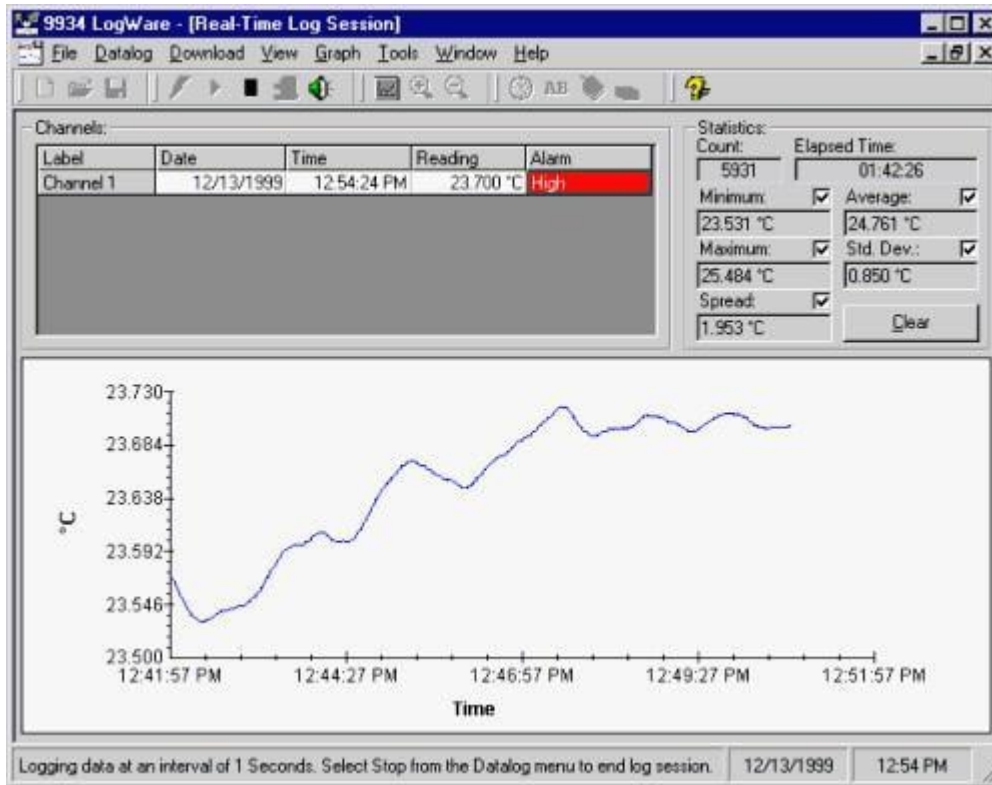 9934 LogWare - [Real-Time Log Session]
File Datalog Download View Graph Tools Window Help
AB
Channels:
Label Date Time Reading Alarm
Channel 1 12/13/1999 12:54:24 PM 23.700 °C High
Statistics:
Count: Elapsed Time:
5931 01:42:26
Minimum: Average:
23.531 °C 24.761 °C
Maximum: Std. Dev.:
25.484 °C 0.850 °C
Spread:
1.953 °C Clear
23.730
23.684
23.638
°C
23.592
23.546
23.500
12:41:57 PM 12:44:27 PM 12:46:57 PM 12:49:27 PM 12:51:57 PM
Time
Logging data at an interval of 1 Seconds. Select Stop from the Datalog menu to end log session. 12/13/1999 12:54 PM